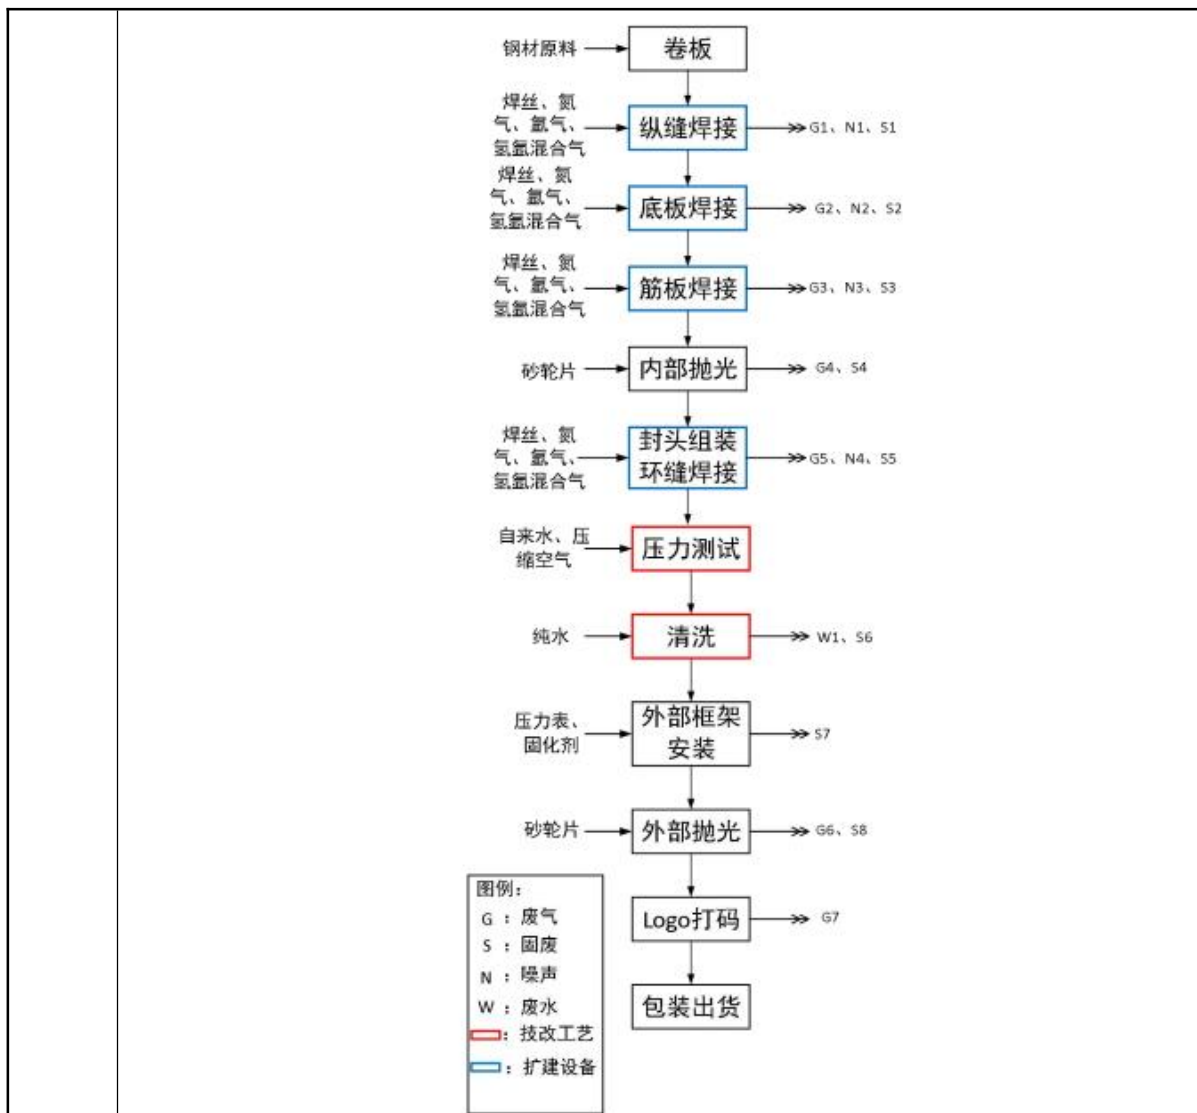 钢材原料
卷板
焊丝、氮
气、氩气、
氢氩混合气
纵缝焊接
G1、N1、S1
焊丝、氮
气、氩气、
氢氩混合气
底板焊接
G2、N2、S2
焊丝、氮
气、氩气、
氢氩混合气
筋板焊接
G3、N3、S3
砂轮片
内部抛光
G4、S4
焊丝、氮
气、氩气、
氢氩混合气
封头组装
环缝焊接
G5、N4、S5
自来水、压
缩空气
压力测试
纯水
清洗
W1、S6
压力表、
固化剂
外部框架
安装
S7
砂轮片
外部抛光
G6、S8
Logo打码
G7
包装出货
图例：
G ：废气
S ：固废
N ：噪声
W ：废水
：技改工艺
：扩建设备